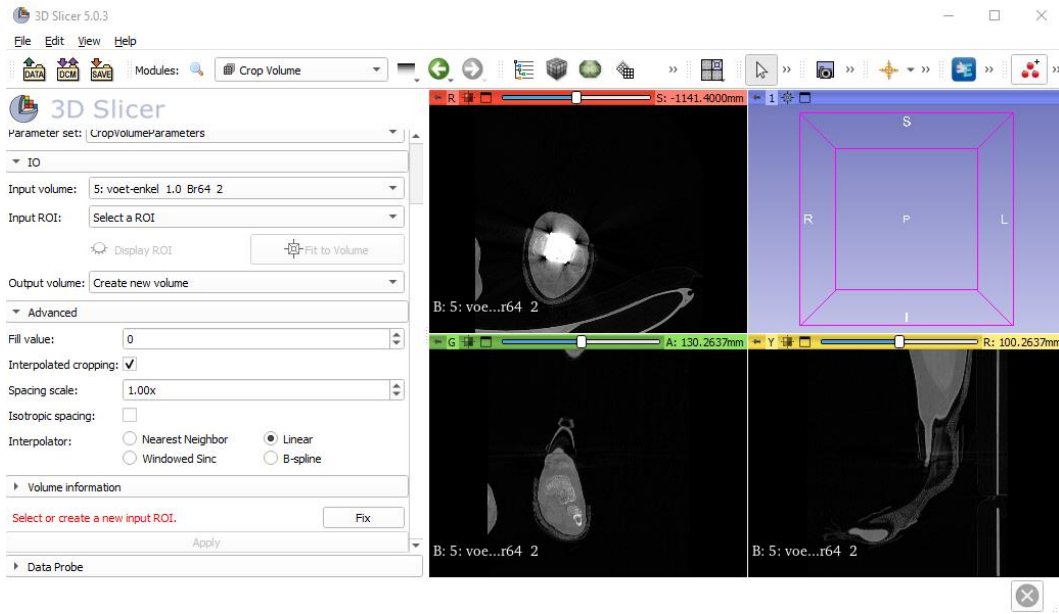 3D Slicer 5.0.3
File Edit View Help
DATA DCM SAVE Modules: Crop Volume
3D Slicer
Parameter set: CropVolumeParameters
IO
Input volume: 5: voet-enkel 1.0 Br64 2
Input ROI: Select a ROI
Display ROI Fit to Volume
Output volume: Create new volume
Advanced
Fill value: 0
Interpolated cropping:
Spacing scale: 1.00x
Isotropic spacing:
Interpolator: Nearest Neighbor Linear
Windowed Sinc B-spline
Volume information
Select or create a new input ROI. Fix
Apply
Data Probe
R S: -1141.4000mm
B: 5: voe...r64 2
1
S
R P L
I
G A: 130.2637mm
B: 5: voe...r64 2
Y R: 100.2637mm
B: 5: voe...r64 2